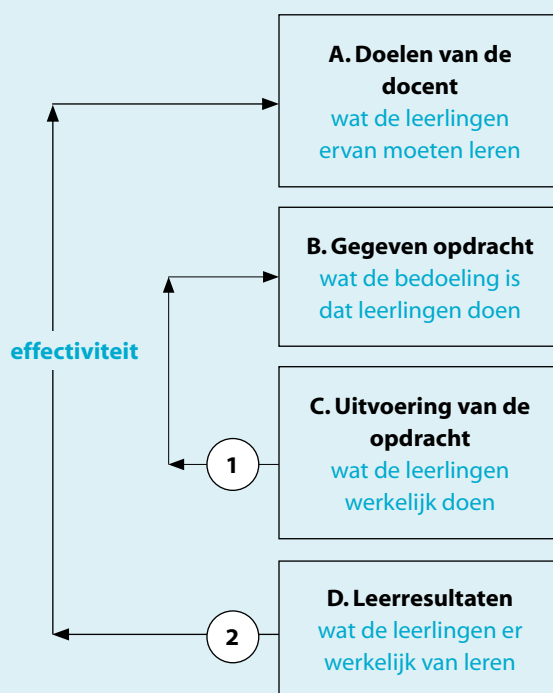 A. Doelen van de
docent
wat de leerlingen
ervan moeten leren
B. Gegeven opdracht
wat de bedoeling is
dat leerlingen doen
effectiviteit
C. Uitvoering van de
opdracht
wat de leerlingen
werkelijk doen
1
D. Leerresultaten
wat de leerlingen er
werkelijk van leren
2